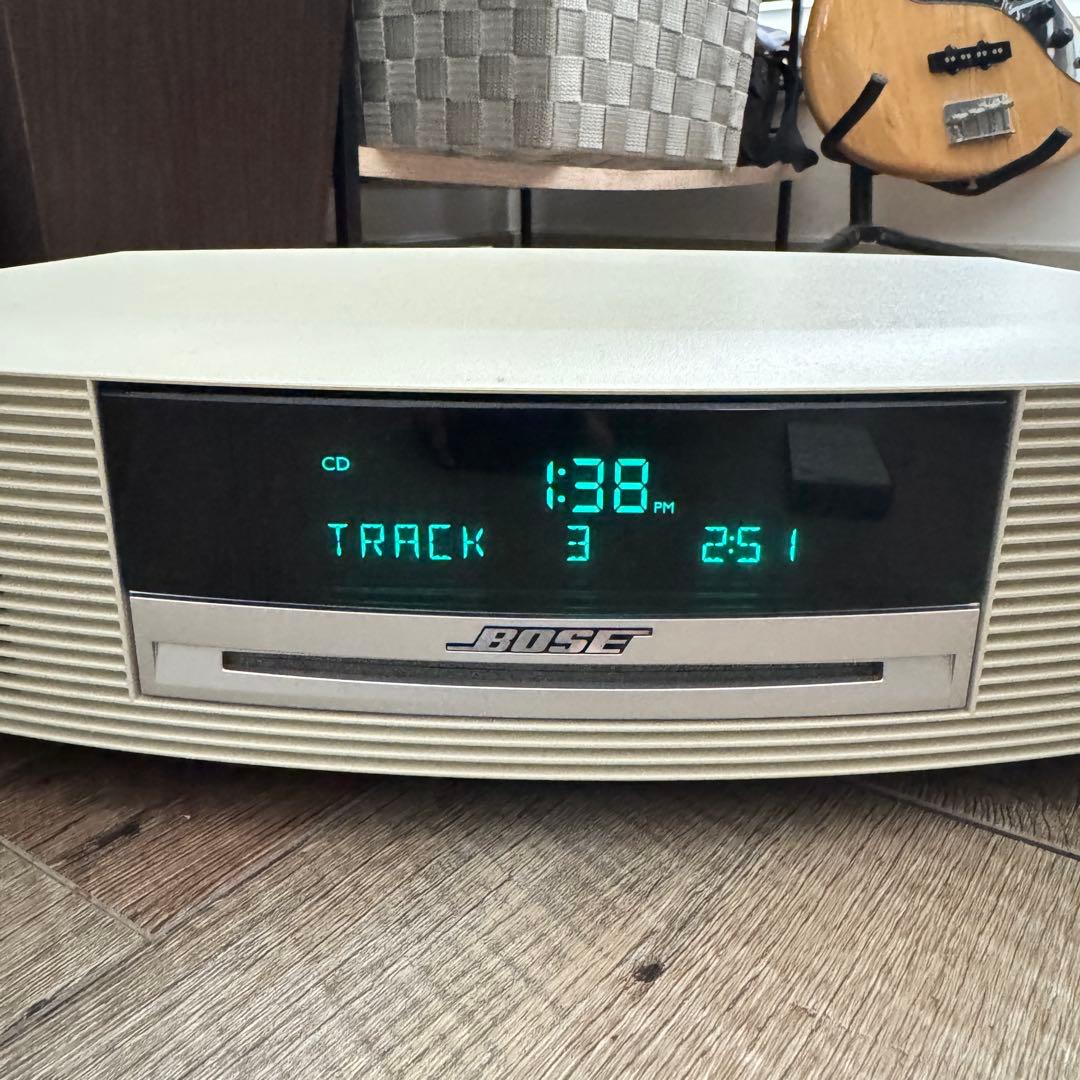 CD
1:38 PM
TRACK 3 2:51
BOSE